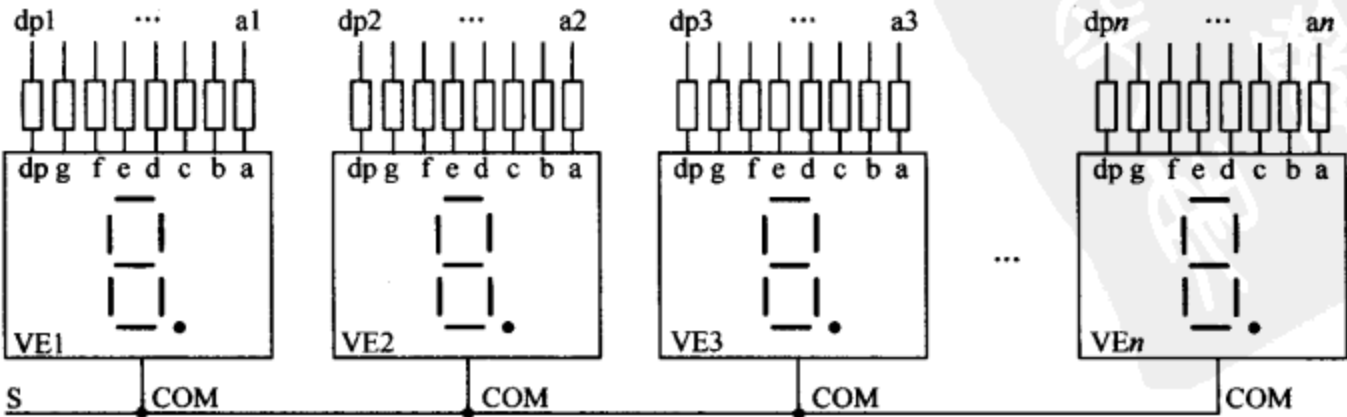 dp1 ... a1 dp2 ... a2 dp3 ... a3 dpn ... an
dp g f e d c b a dp g f e d c b a dp g f e d c b a dp g f e d c b a
...
VE1 VE2 VE3 VEn
S COM COM COM COM